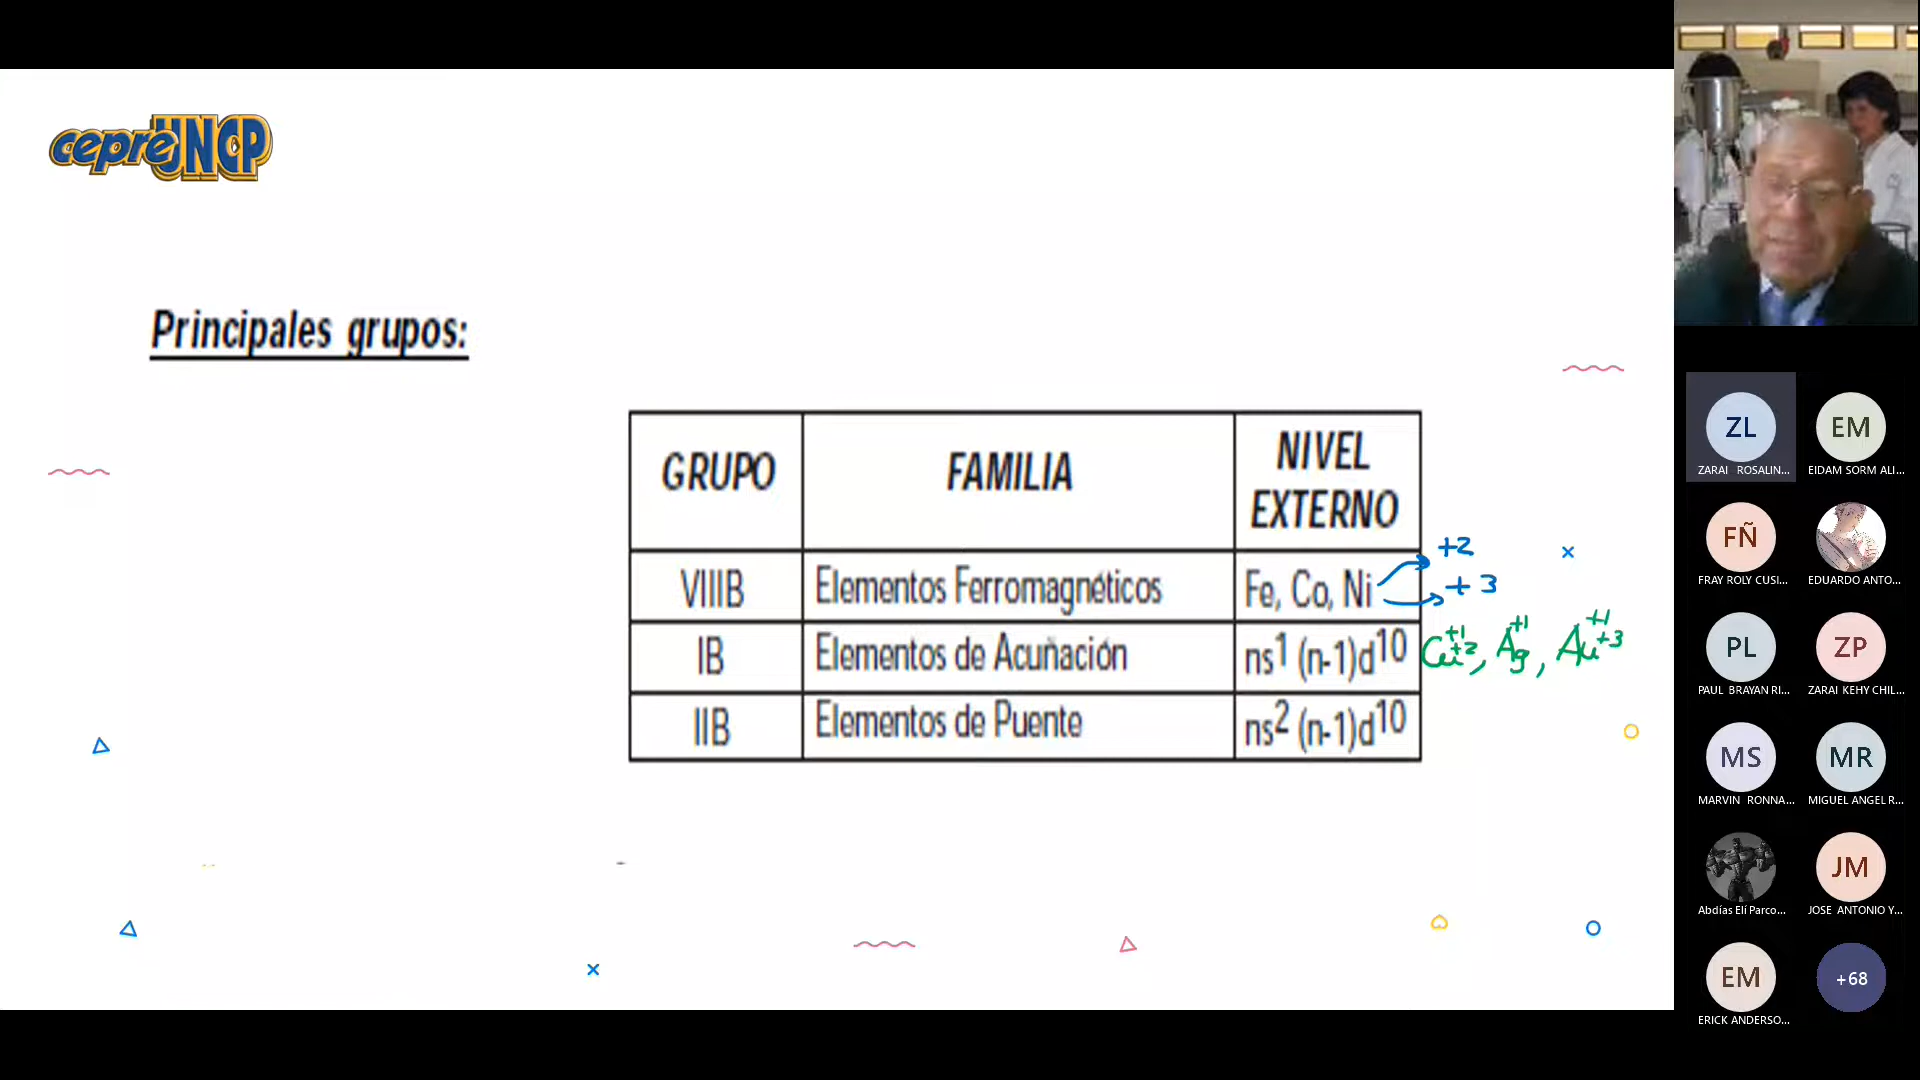 cepreUNCP
Principales grupos:
GRUPO FAMILIA NIVEL EXTERNO
VIIIB Elementos Ferromagnéticos Fe, Co, Ni +2 +3
IB Elementos de Acuñación ns1 (n-1)d10 Cu+1+2, Ag+1, Au+1+3
IIB Elementos de Puente ns2 (n-1)d10
ZL EM
ZARAI ROSALIN... EIDAM SORM ALI...
FÑ
FRAY ROLY CUSI... EDUARDO ANTO...
PL ZP
PAUL BRAYAN RI... ZARAI KEHY CHIL...
MS MR
MARVIN RONNA... MIGUEL ANGEL R...
JM
Abdías Elí Parco... JOSE ANTONIO Y...
EM +68
ERICK ANDERSO...